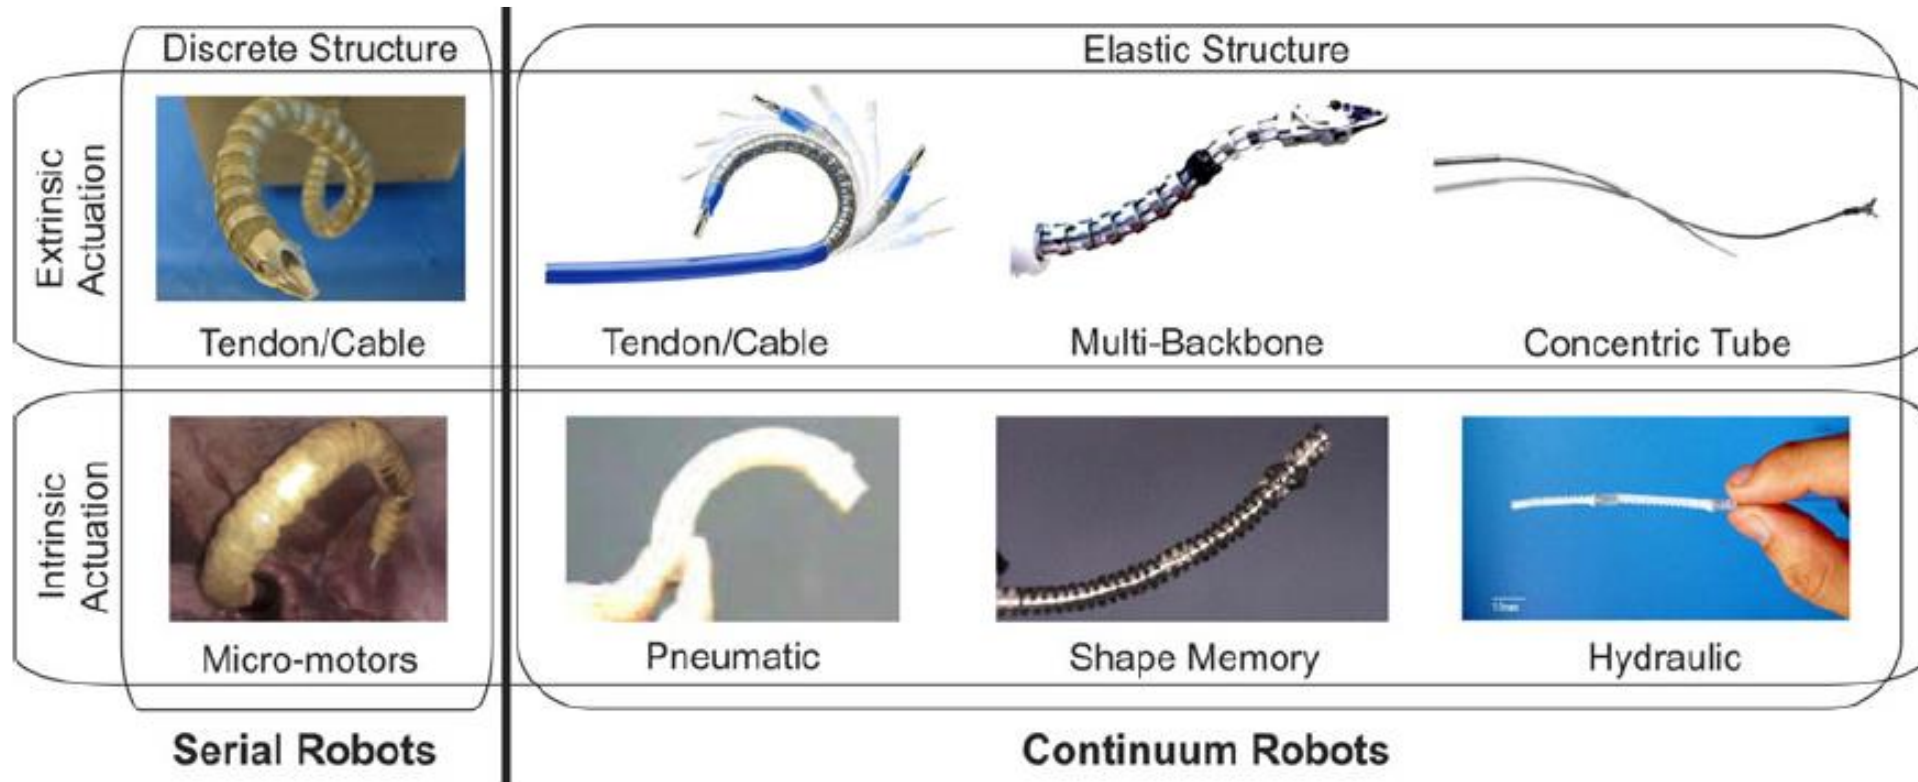 Discrete Structure
Elastic Structure
Extrinsic
Actuation
Tendon/Cable
Tendon/Cable
Multi-Backbone
Concentric Tube
Intrinsic
Actuation
Micro-motors
Pneumatic
Shape Memory
Hydraulic
Serial Robots
Continuum Robots